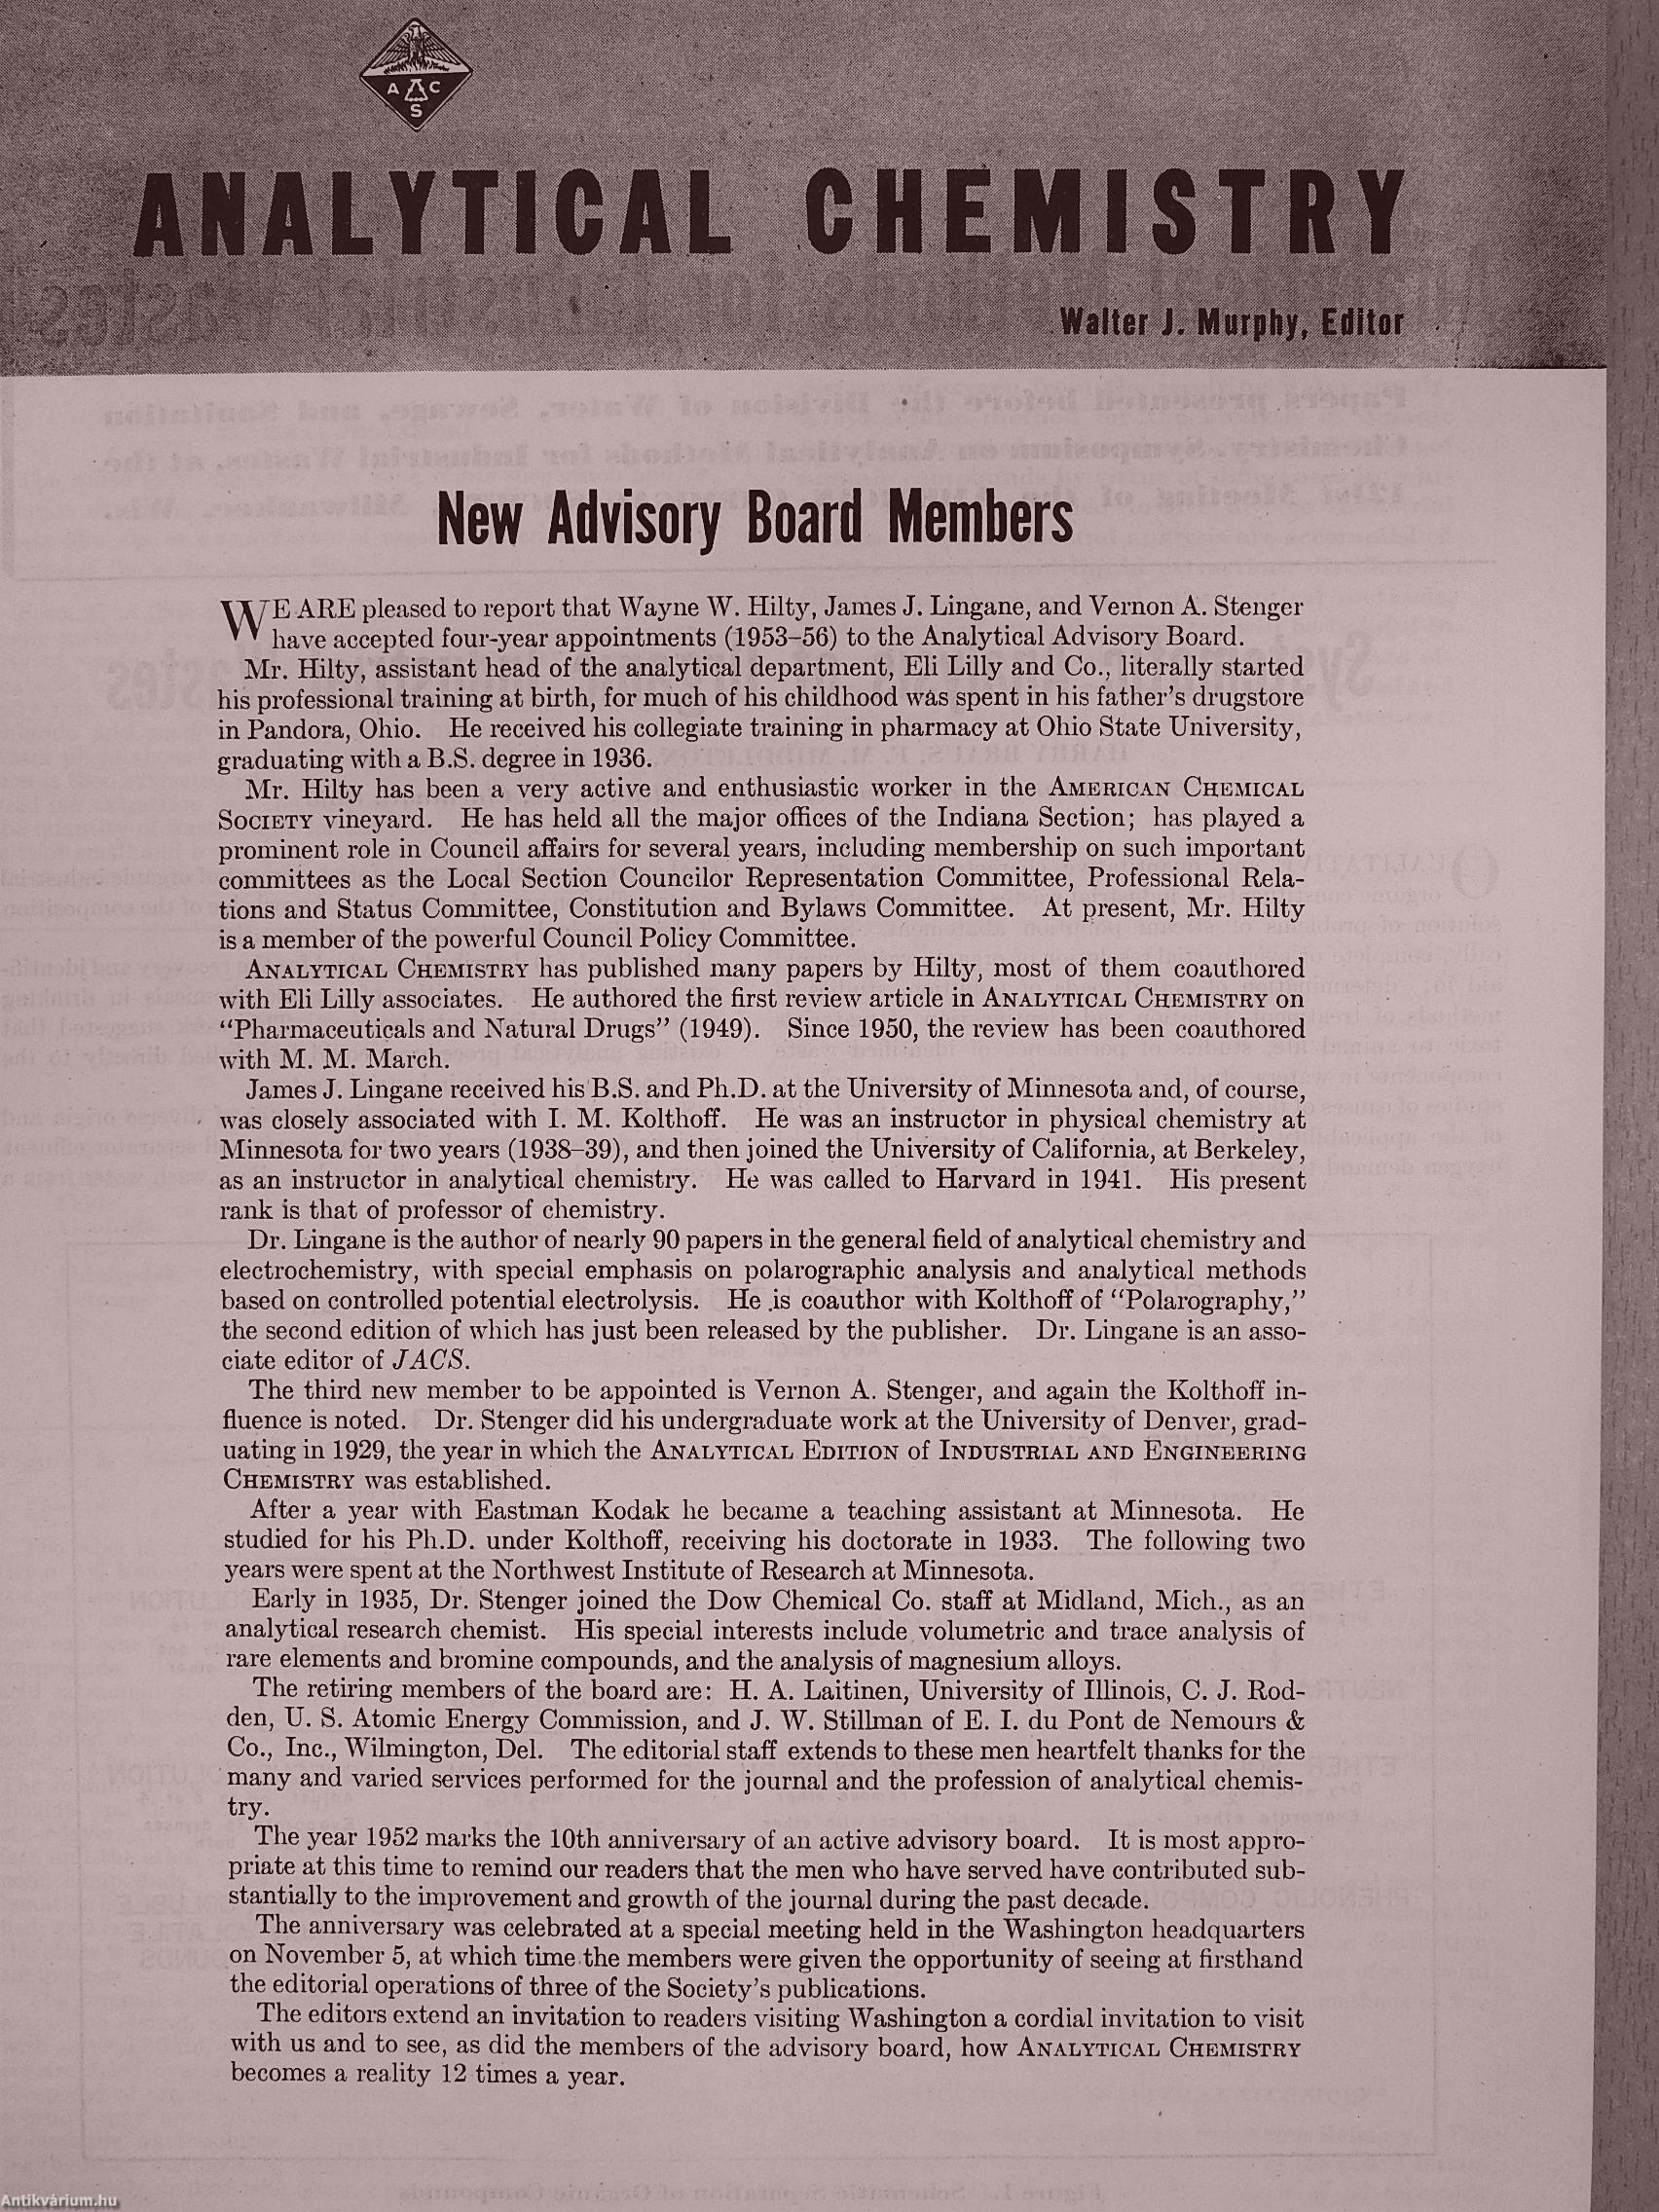 A C
S
ANALYTICAL CHEMISTRY
Walter J. Murphy, Editor
New Advisory Board Members
WE ARE pleased to report that Wayne W. Hilty, James J. Lingane, and Vernon A. Stenger
have accepted four-year appointments (1953–56) to the Analytical Advisory Board.
Mr. Hilty, assistant head of the analytical department, Eli Lilly and Co., literally started
his professional training at birth, for much of his childhood was spent in his father's drugstore
in Pandora, Ohio. He received his collegiate training in pharmacy at Ohio State University,
graduating with a B.S. degree in 1936.
Mr. Hilty has been a very active and enthusiastic worker in the AMERICAN CHEMICAL
SOCIETY vineyard. He has held all the major offices of the Indiana Section; has played a
prominent role in Council affairs for several years, including membership on such important
committees as the Local Section Councilor Representation Committee, Professional Rela-
tions and Status Committee, Constitution and Bylaws Committee. At present, Mr. Hilty
is a member of the powerful Council Policy Committee.
ANALYTICAL CHEMISTRY has published many papers by Hilty, most of them coauthored
with Eli Lilly associates. He authored the first review article in ANALYTICAL CHEMISTRY on
"Pharmaceuticals and Natural Drugs" (1949). Since 1950, the review has been coauthored
with M. M. March.
James J. Lingane received his B.S. and Ph.D. at the University of Minnesota and, of course,
was closely associated with I. M. Kolthoff. He was an instructor in physical chemistry at
Minnesota for two years (1938–39), and then joined the University of California, at Berkeley,
as an instructor in analytical chemistry. He was called to Harvard in 1941. His present
rank is that of professor of chemistry.
Dr. Lingane is the author of nearly 90 papers in the general field of analytical chemistry and
electrochemistry, with special emphasis on polarographic analysis and analytical methods
based on controlled potential electrolysis. He is coauthor with Kolthoff of "Polarography,"
the second edition of which has just been released by the publisher. Dr. Lingane is an asso-
ciate editor of JACS.
The third new member to be appointed is Vernon A. Stenger, and again the Kolthoff in-
fluence is noted. Dr. Stenger did his undergraduate work at the University of Denver, grad-
uating in 1929, the year in which the ANALYTICAL EDITION of INDUSTRIAL AND ENGINEERING
CHEMISTRY was established.
After a year with Eastman Kodak he became a teaching assistant at Minnesota. He
studied for his Ph.D. under Kolthoff, receiving his doctorate in 1933. The following two
years were spent at the Northwest Institute of Research at Minnesota.
Early in 1935, Dr. Stenger joined the Dow Chemical Co. staff at Midland, Mich., as an
analytical research chemist. His special interests include volumetric and trace analysis of
rare elements and bromine compounds, and the analysis of magnesium alloys.
The retiring members of the board are: H. A. Laitinen, University of Illinois, C. J. Rod-
den, U. S. Atomic Energy Commission, and J. W. Stillman of E. I. du Pont de Nemours &
Co., Inc., Wilmington, Del. The editorial staff extends to these men heartfelt thanks for the
many and varied services performed for the journal and the profession of analytical chemis-
try.
The year 1952 marks the 10th anniversary of an active advisory board. It is most appro-
priate at this time to remind our readers that the men who have served have contributed sub-
stantially to the improvement and growth of the journal during the past decade.
The anniversary was celebrated at a special meeting held in the Washington headquarters
on November 5, at which time the members were given the opportunity of seeing at firsthand
the editorial operations of three of the Society's publications.
The editors extend an invitation to readers visiting Washington a cordial invitation to visit
with us and to see, as did the members of the advisory board, how ANALYTICAL CHEMISTRY
becomes a reality 12 times a year.
Antikvárium.hu